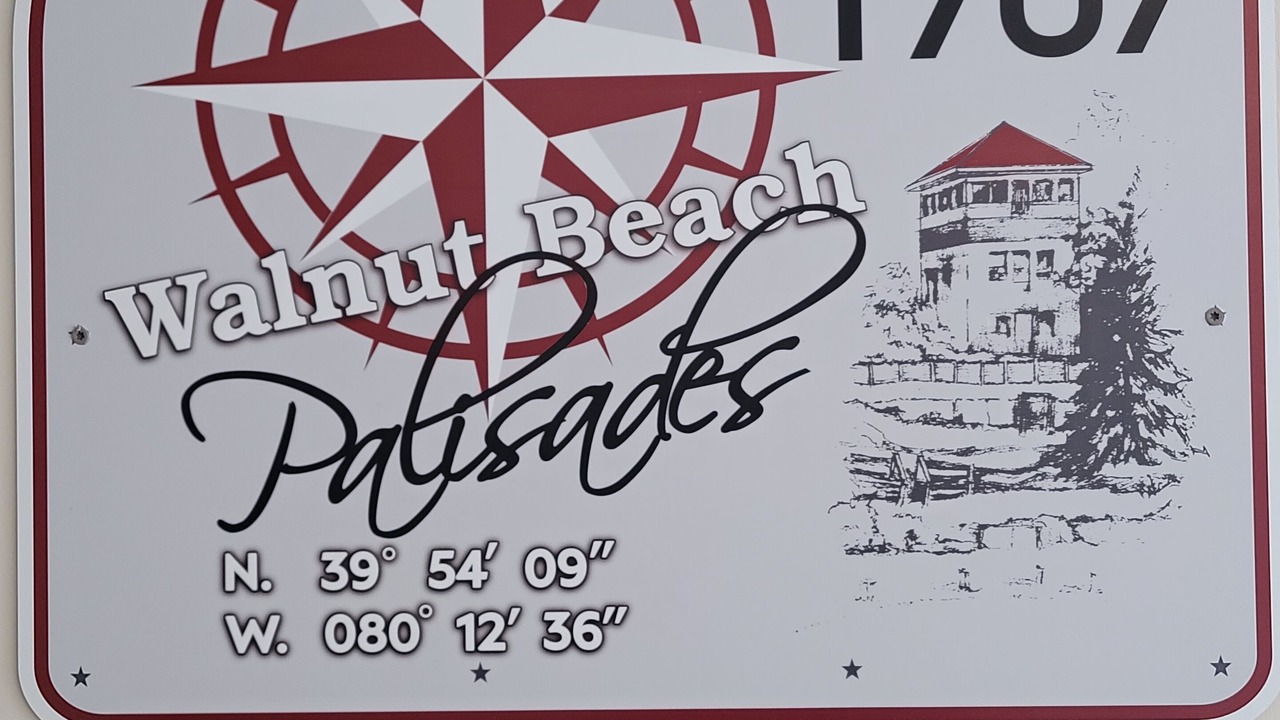 Walnut Beach
Palisades
N. 39° 54′ 09″
W. 080° 12′ 36″